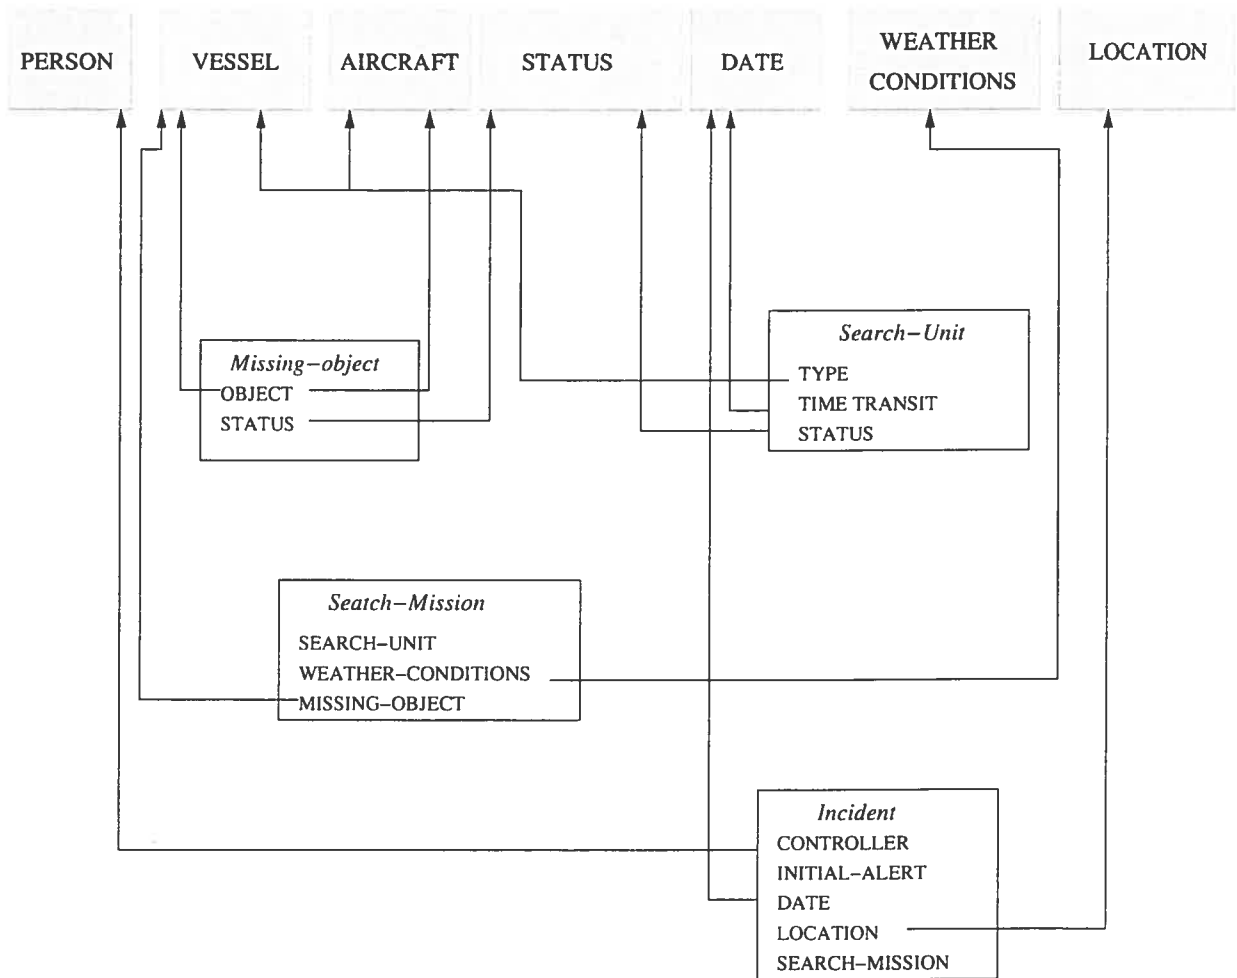 PERSON
VESSEL
AIRCRAFT
STATUS
DATE
WEATHER
CONDITIONS
LOCATION
Search–Unit
TYPE
TIME TRANSIT
STATUS
Missing–object
OBJECT
STATUS
Seatch–Mission
SEARCH–UNIT
WEATHER–CONDITIONS
MISSING–OBJECT
Incident
CONTROLLER
INITIAL–ALERT
DATE
LOCATION
SEARCH–MISSION